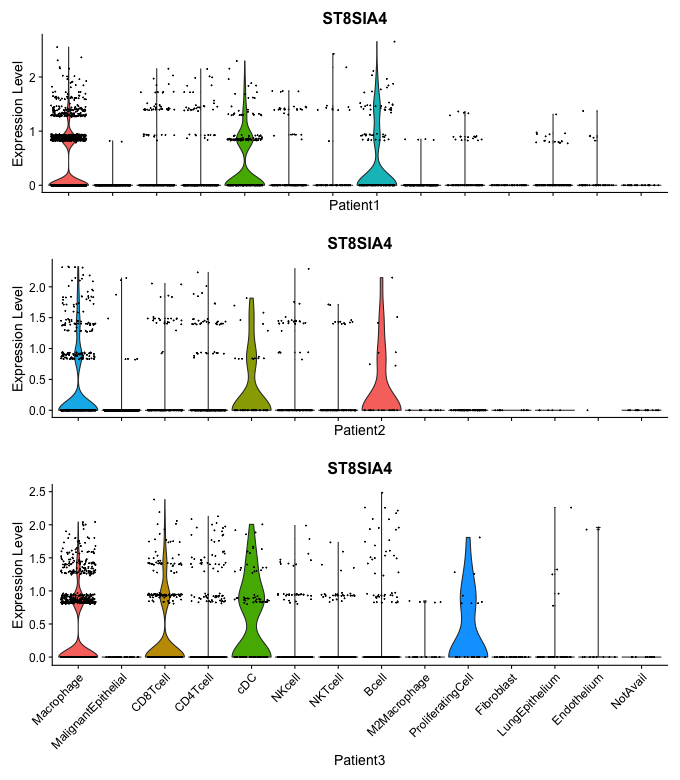 ST8SIA4
Expression Level
2
1
0
Patient1
ST8SIA4
Expression Level
2.0
1.5
1.0
0.5
0.0
Patient2
ST8SIA4
Expression Level
2.5
2.0
1.5
1.0
0.5
0.0
Macrophage
MalignantEpithelial
CD8Tcell
CD4Tcell
cDC
NKcell
NKTcell
Bcell
M2Macrophage
ProliferatingCell
Fibroblast
LungEpithelium
Endothelium
NotAvail
Patient3